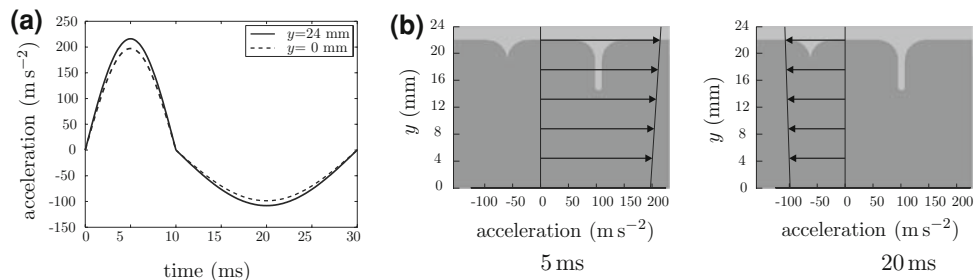 (a)
acceleration (m s−2)
250
200
150
100
50
0
-50
-100
-150
0 5 10 15 20 25 30
time (ms)
y=24 mm
y= 0 mm
(b)
y (mm)
24
20
16
12
8
4
0
-100 -50 0 50 100 150 200
acceleration (m s−2)
5 ms
y (mm)
24
20
16
12
8
4
0
-100 -50 0 50 100 150 200
acceleration (m s−2)
20 ms